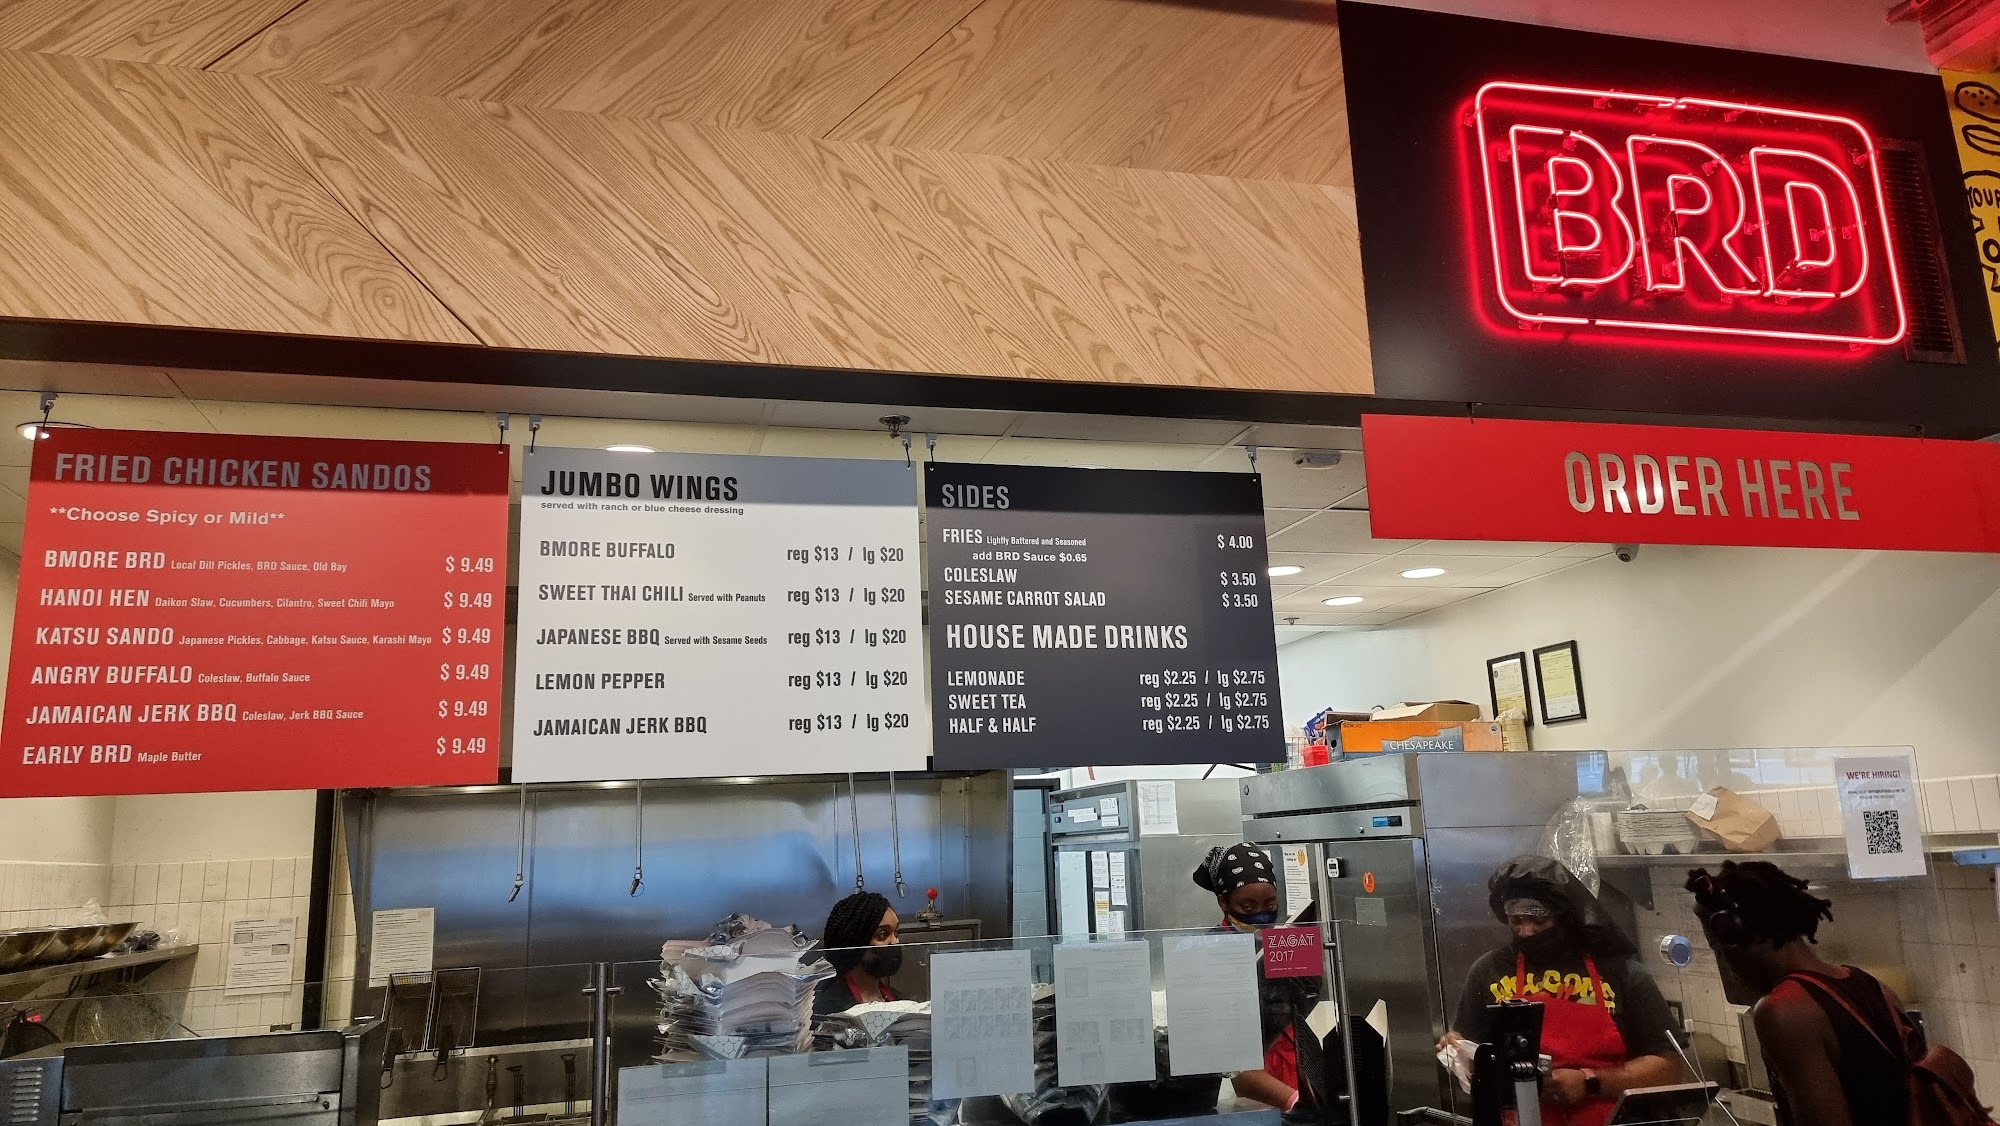 BRD
ORDER HERE
FRIED CHICKEN SANDOS
**Choose Spicy or Mild**
BMORE BRD Local Dill Pickles, BRD Sauce, Old Bay $ 9.49
HANOI HEN Daikon Slaw, Cucumbers, Cilantro, Sweet Chili Mayo $ 9.49
KATSU SANDO Japanese Pickles, Cabbage, Katsu Sauce, Karashi Mayo $ 9.49
ANGRY BUFFALO Coleslaw, Buffalo Sauce $ 9.49
JAMAICAN JERK BBQ Coleslaw, Jerk BBQ Sauce $ 9.49
EARLY BRD Maple Butter $ 9.49
JUMBO WINGS
served with ranch or blue cheese dressing
BMORE BUFFALO reg $13 / lg $20
SWEET THAI CHILI Served with Peanuts reg $13 / lg $20
JAPANESE BBQ Served with Sesame Seeds reg $13 / lg $20
LEMON PEPPER reg $13 / lg $20
JAMAICAN JERK BBQ reg $13 / lg $20
SIDES
FRIES Lightly Battered and Seasoned $ 4.00
add BRD Sauce $0.65
COLESLAW $ 3.50
SESAME CARROT SALAD $ 3.50
HOUSE MADE DRINKS
LEMONADE reg $2.25 / lg $2.75
SWEET TEA reg $2.25 / lg $2.75
HALF & HALF reg $2.25 / lg $2.75
CHESAPEAKE
WE'RE HIRING!
ZAGAT
2017